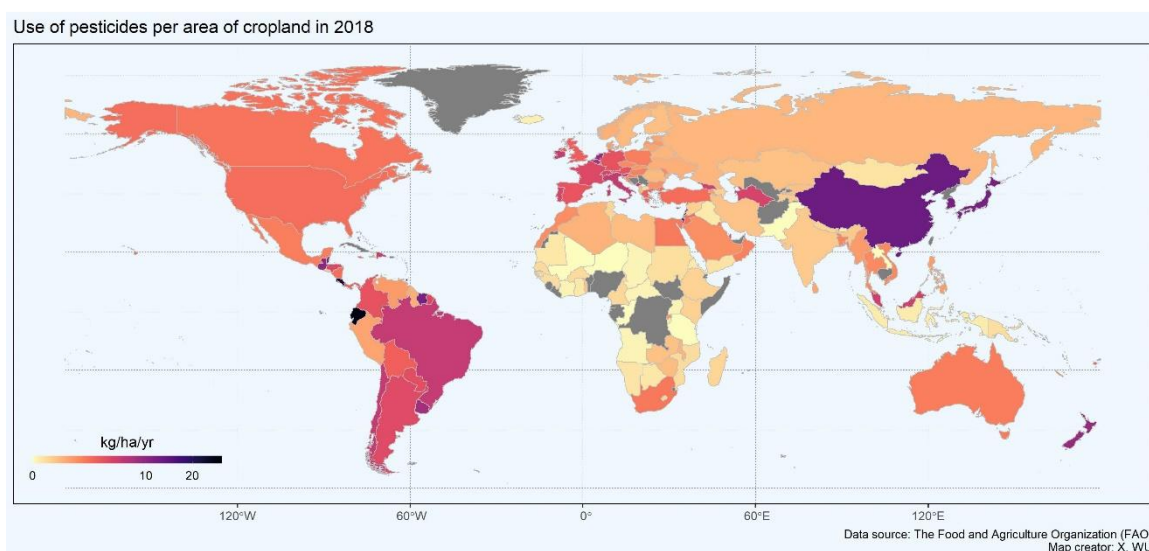 Use of pesticides per area of cropland in 2018
kg/ha/yr
0 10 20
120°W 60°W 0° 60°E 120°E
Data source: The Food and Agriculture Organization (FAO
Map creator: X. WU